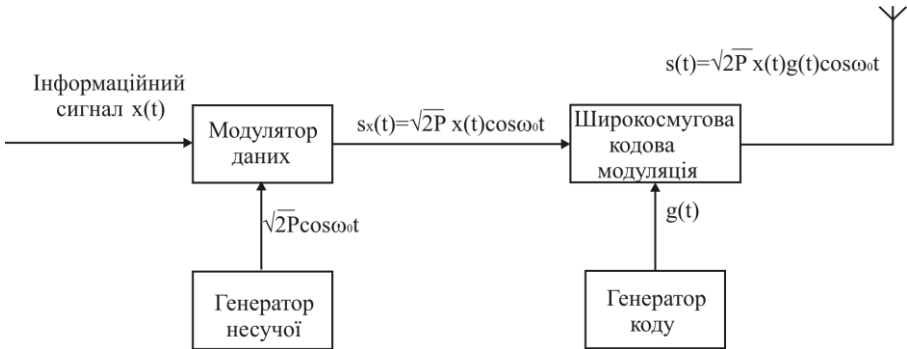 Інформаційний
сигнал x(t)
Модулятор
даних
sx(t)=√2P x(t)cosω0t
Широкосмугова
кодова
модуляція
s(t)=√2P x(t)g(t)cosω0t
√2Pcosω0t
g(t)
Генератор
несучої
Генератор
коду